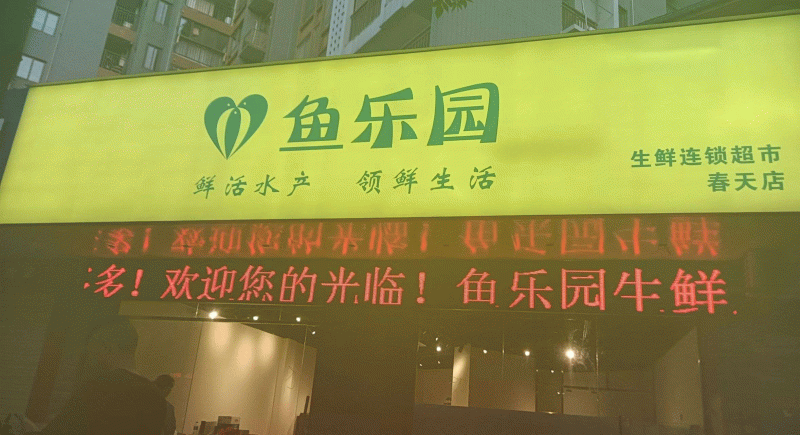 鱼乐园
鲜活水产 领鲜生活
生鲜连锁超市
春天店
多！欢迎您的光临！鱼乐园生鲜